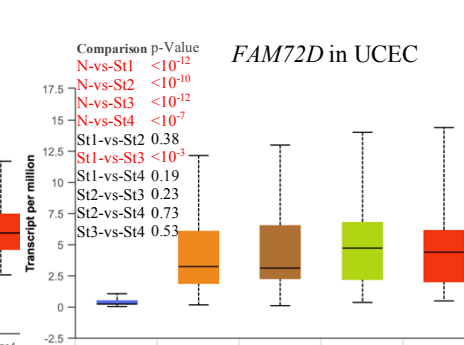 FAM72D in UCEC
Comparison p-Value
N-vs-St1 <10-12
N-vs-St2 <10-10
N-vs-St3 <10-12
N-vs-St4 <10-7
St1-vs-St2 0.38
St1-vs-St3 <10-3
St1-vs-St4 0.19
St2-vs-St3 0.23
St2-vs-St4 0.73
St3-vs-St4 0.53
Transcript per million
17.5
15
12.5
10
7.5
5
2.5
0
-2.5